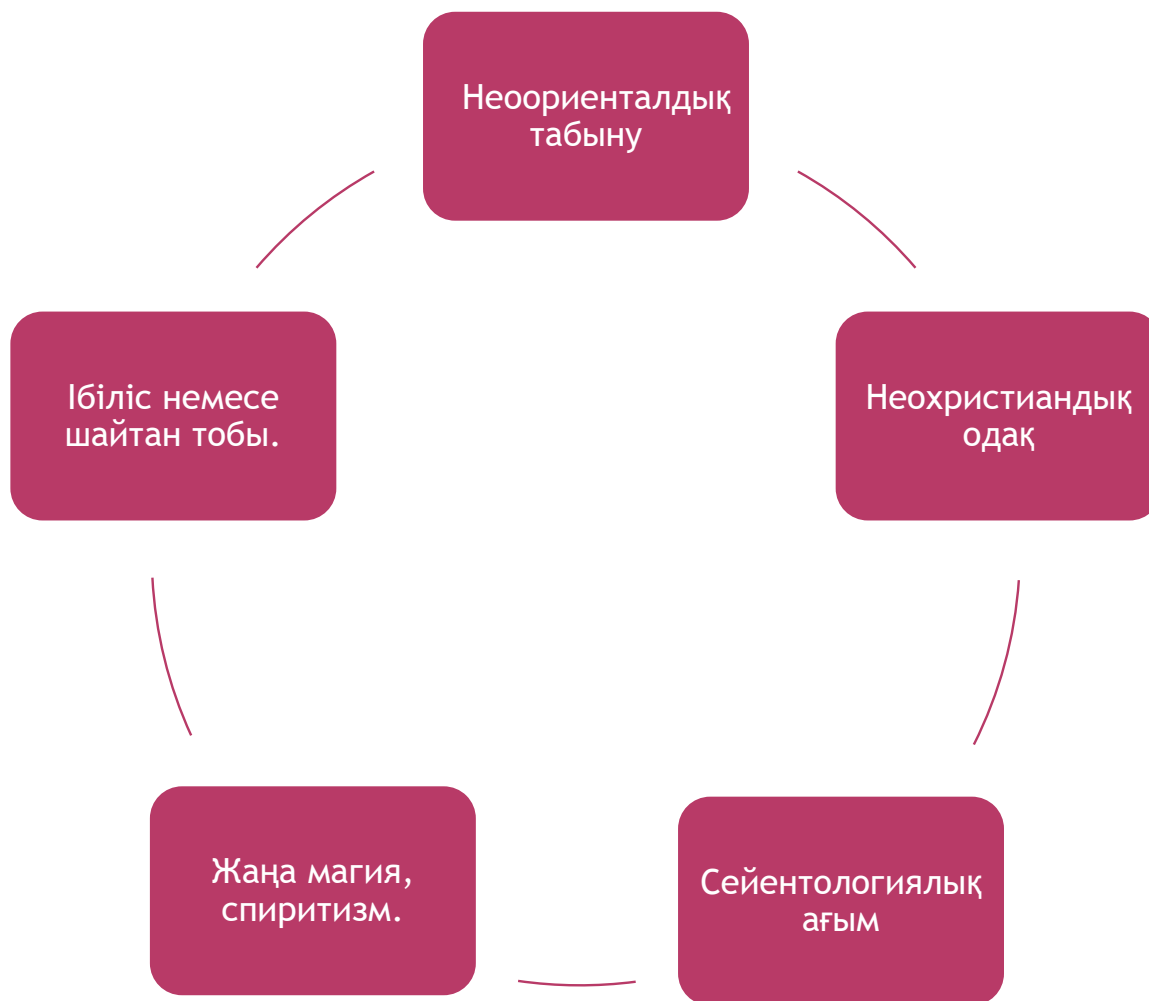 Неоориенталдық
табыну
Неохристиандық
одақ
Сейентологиялық
ағым
Жаңа магия,
спиритизм.
Ібіліс немесе
шайтан тобы.